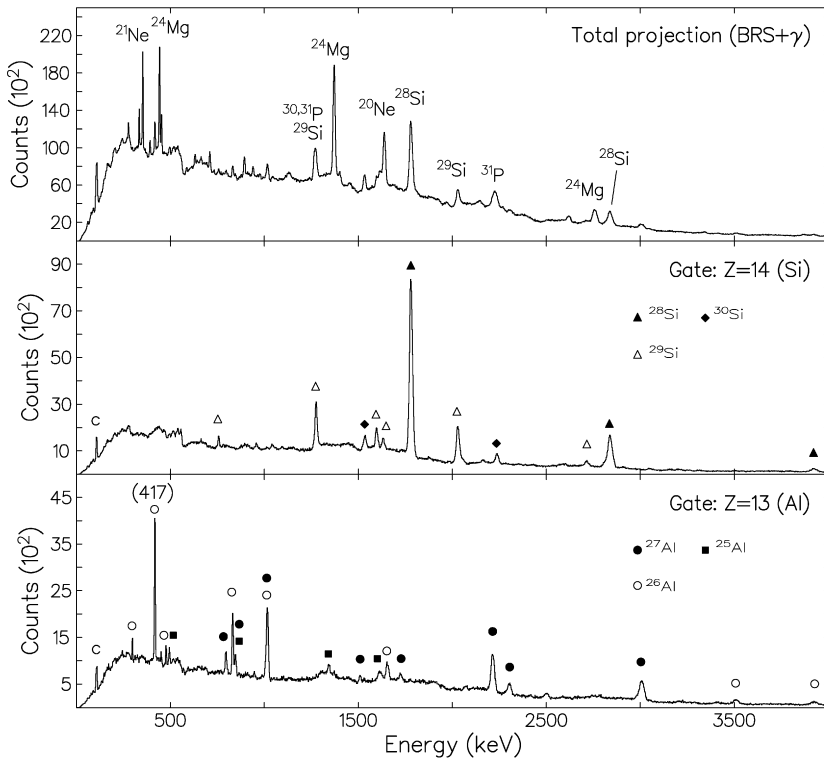 Total projection (BRS+γ)
²¹Ne ²⁴Mg
²⁴Mg
³⁰,³¹P
²⁹Si
²⁰Ne
²⁸Si
²⁹Si
³¹P
²⁴Mg
²⁸Si
220
180
140
100
60
20
Counts (10²)
Gate: Z=14 (Si)
▲ ²⁸Si ◆ ³⁰Si
△ ²⁹Si
C
90
70
50
30
10
Counts (10²)
Gate: Z=13 (Al)
● ²⁷Al ■ ²⁵Al
○ ²⁶Al
(417)
C
45
35
25
15
5
Counts (10²)
500 1500 2500 3500
Energy (keV)